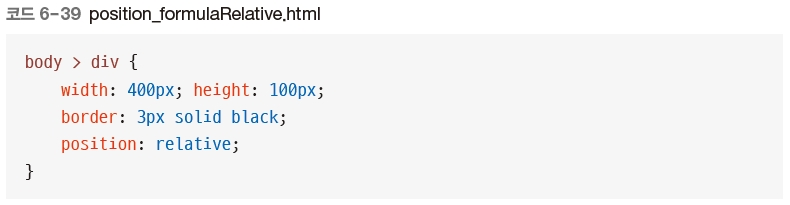 코드 6-39 position_formulaRelative.html
body > div {
    width: 400px; height: 100px;
    border: 3px solid black;
    position: relative;
}